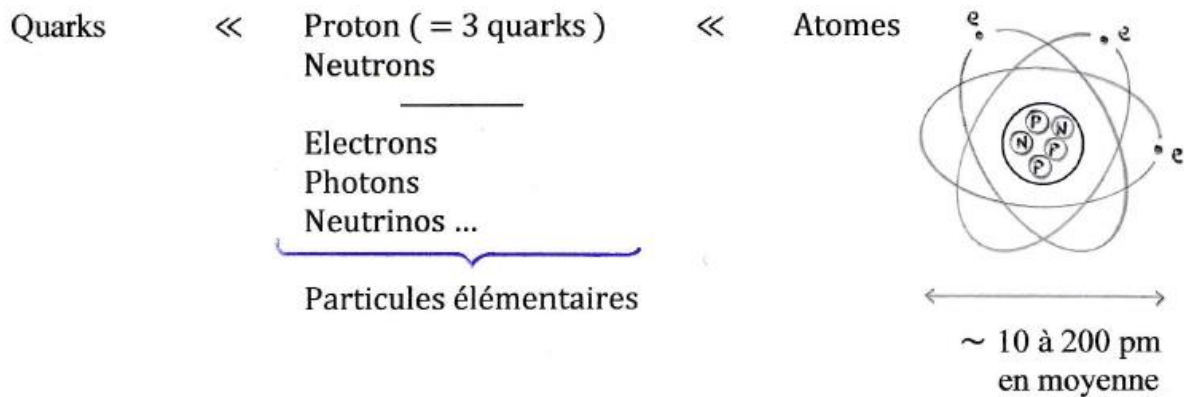 Quarks ≪ Proton ( = 3 quarks ) ≪ Atomes
Neutrons
Electrons
Photons
Neutrinos ...
Particules élémentaires
e
e
e
P
N
N
P
P
~ 10 à 200 pm
en moyenne